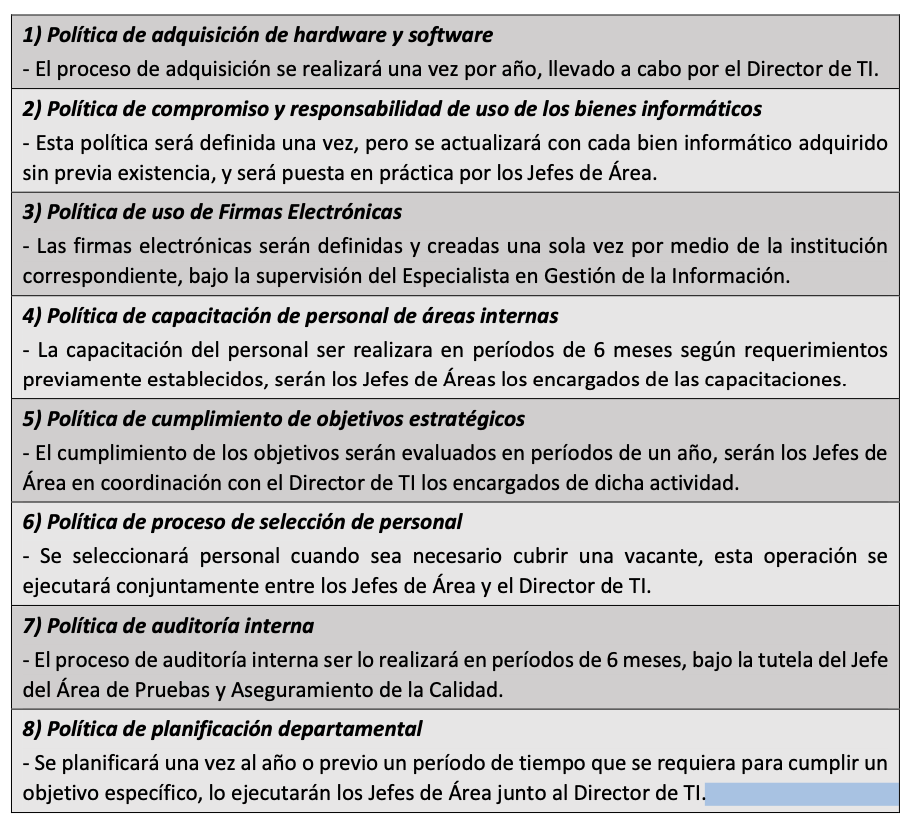 1) Política de adquisición de hardware y software
- El proceso de adquisición se realizará una vez por año, llevado a cabo por el Director de TI.
2) Política de compromiso y responsabilidad de uso de los bienes informáticos
- Esta política será definida una vez, pero se actualizará con cada bien informático adquirido
sin previa existencia, y será puesta en práctica por los Jefes de Área.
3) Política de uso de Firmas Electrónicas
- Las firmas electrónicas serán definidas y creadas una sola vez por medio de la institución
correspondiente, bajo la supervisión del Especialista en Gestión de la Información.
4) Política de capacitación de personal de áreas internas
- La capacitación del personal ser realizara en períodos de 6 meses según requerimientos
previamente establecidos, serán los Jefes de Áreas los encargados de las capacitaciones.
5) Política de cumplimiento de objetivos estratégicos
- El cumplimiento de los objetivos serán evaluados en períodos de un año, serán los Jefes de
Área en coordinación con el Director de TI los encargados de dicha actividad.
6) Política de proceso de selección de personal
- Se seleccionará personal cuando sea necesario cubrir una vacante, esta operación se
ejecutará conjuntamente entre los Jefes de Área y el Director de TI.
7) Política de auditoría interna
- El proceso de auditoría interna ser lo realizará en períodos de 6 meses, bajo la tutela del Jefe
del Área de Pruebas y Aseguramiento de la Calidad.
8) Política de planificación departamental
- Se planificará una vez al año o previo un período de tiempo que se requiera para cumplir un
objetivo específico, lo ejecutarán los Jefes de Área junto al Director de TI.